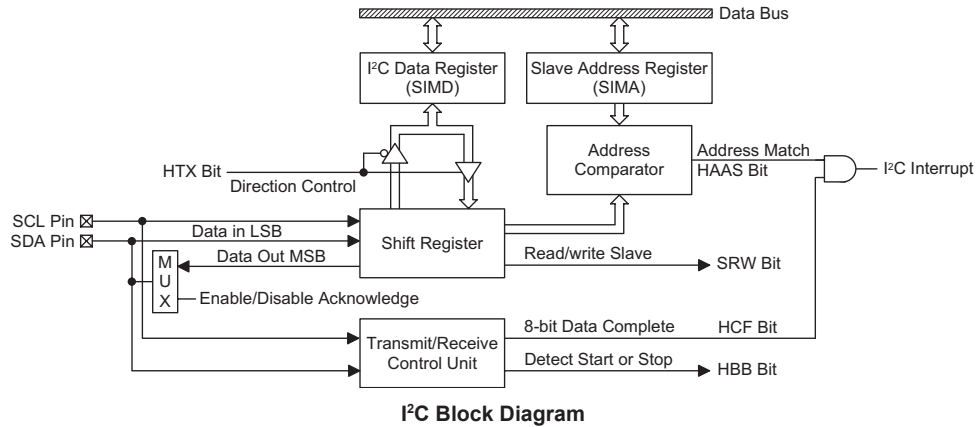 Data Bus
I²C Data Register
(SIMD)
Slave Address Register
(SIMA)
HTX Bit
Direction Control
Address
Comparator
Address Match
HAAS Bit
I²C Interrupt
SCL Pin
SDA Pin
Data in LSB
Shift Register
Data Out MSB
Read/write Slave
SRW Bit
M
U
X
Enable/Disable Acknowledge
Transmit/Receive
Control Unit
8-bit Data Complete
HCF Bit
Detect Start or Stop
HBB Bit
I²C Block Diagram